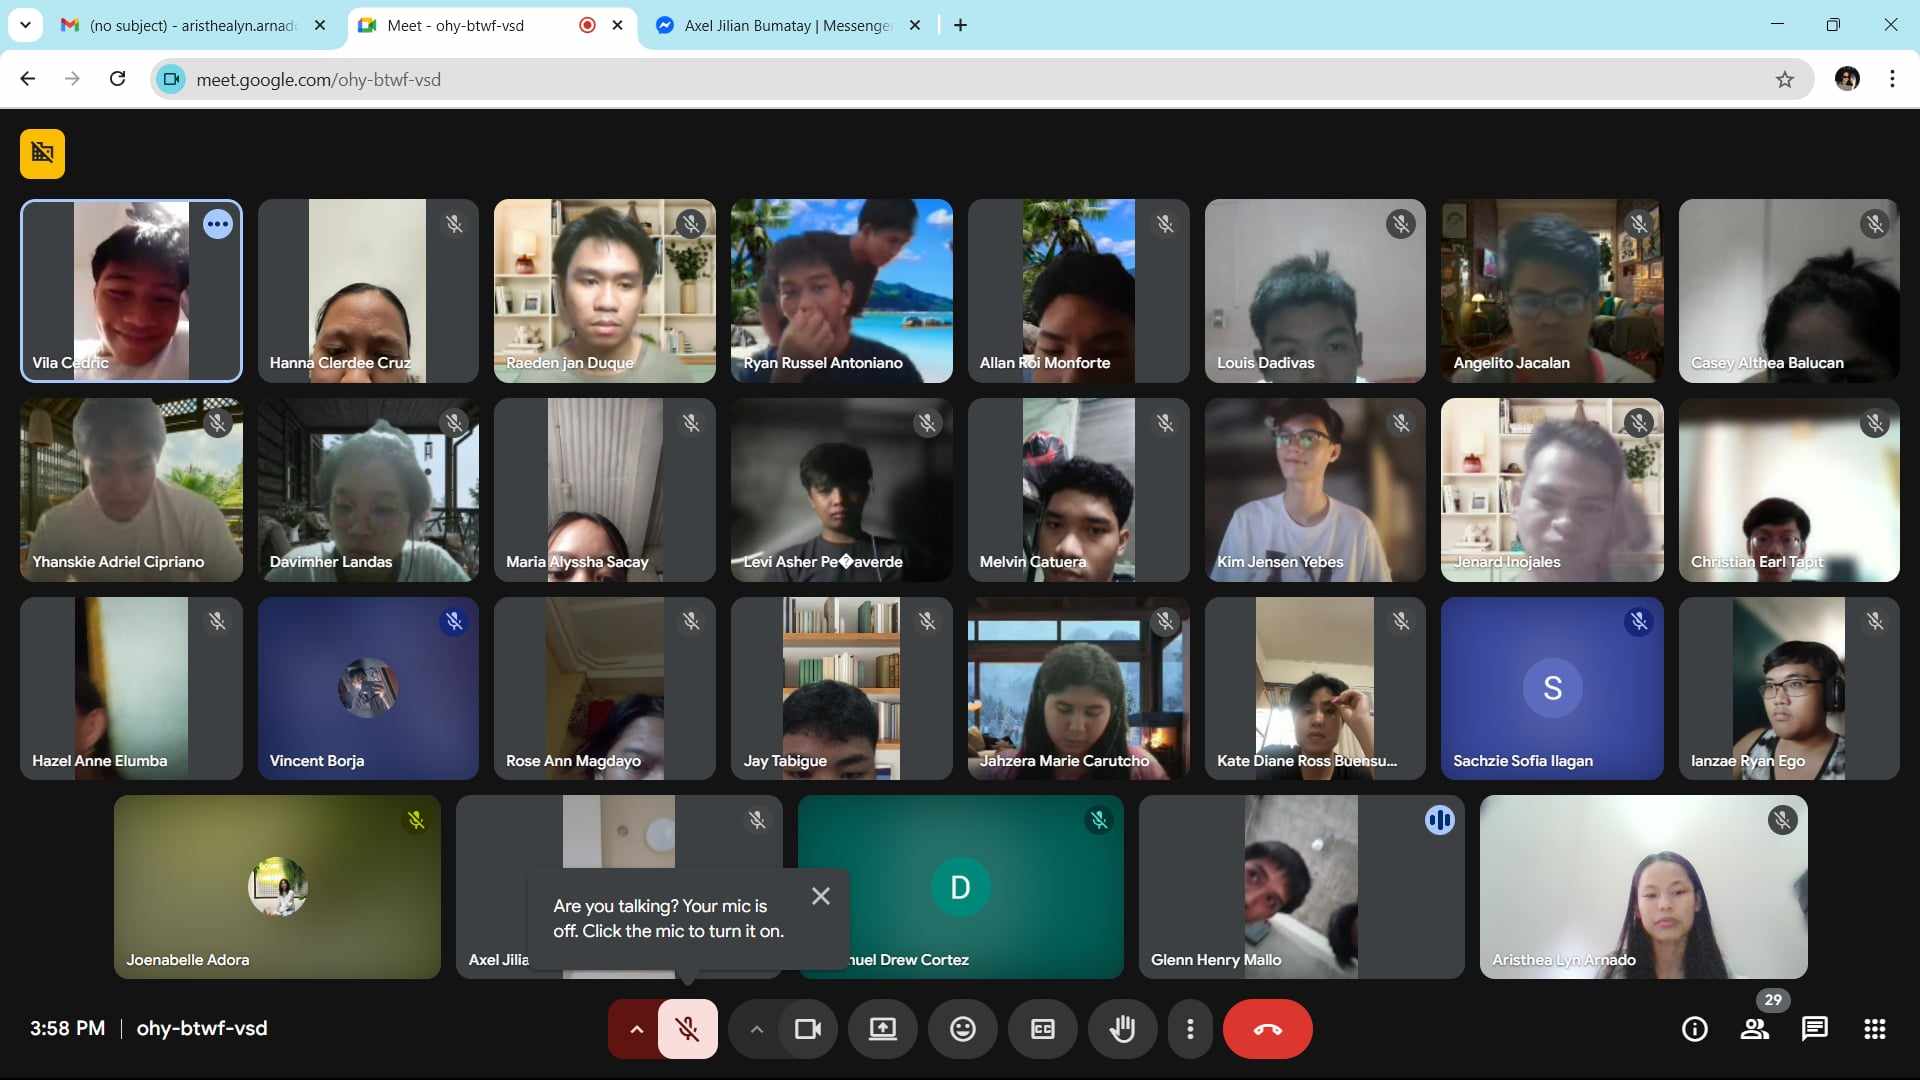 (no subject) - aristhealyn.arnad
Meet - ohy-btwf-vsd
Axel Jilian Bumatay | Messenge
meet.google.com/ohy-btwf-vsd
Vila Cedric
Hanna Clerdee Cruz
Raeden jan Duque
Ryan Russel Antoniano
Allan Roi Monforte
Louis Dadivas
Angelito Jacalan
Casey Althea Balucan
Yhanskie Adriel Cipriano
Davimher Landas
Maria Alyssha Sacay
Levi Asher Pe�averde
Melvin Catuera
Kim Jensen Yebes
Jenard Inojales
Christian Earl Tapit
Hazel Anne Elumba
Vincent Borja
Rose Ann Magdayo
Jay Tabigue
Jahzera Marie Carutcho
Kate Diane Ross Buensu...
S
Sachzie Sofia Ilagan
Ianzae Ryan Ego
Joenabelle Adora
Axel Jilia
Are you talking? Your mic is
off. Click the mic to turn it on.
D
nuel Drew Cortez
Glenn Henry Mallo
Aristhea Lyn Arnado
3:58 PM | ohy-btwf-vsd
CC
29